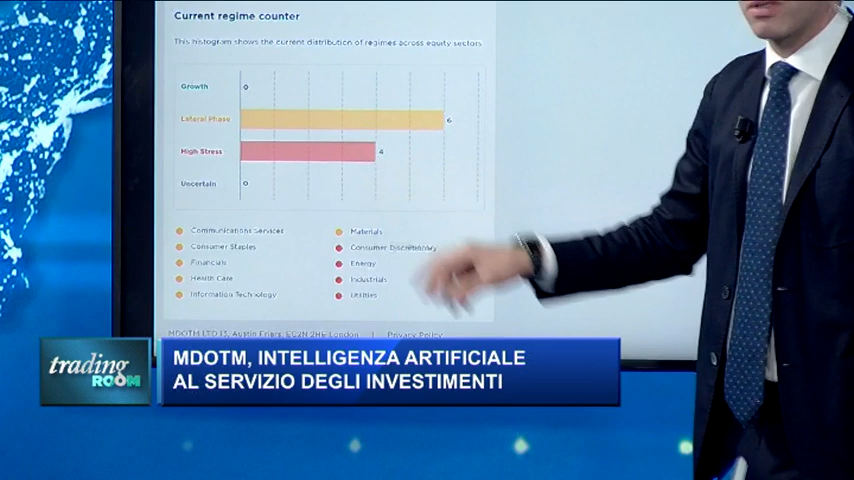 Current regime counter
This histogram shows the current distribution of regimes across equity sectors
Growth 0
Lateral Phase 6
High Stress 4
Uncertain 0
Communications Services
Consumer Staples
Financials
Health Care
Information Technology
Materials
Consumer Discretionary
Energy
Industrials
Utilities
MDOTM LTD 13, Austin Friars, EC2N 2HE London | Privacy Policy
trading
ROOM
MDOTM, INTELLIGENZA ARTIFICIALE
AL SERVIZIO DEGLI INVESTIMENTI